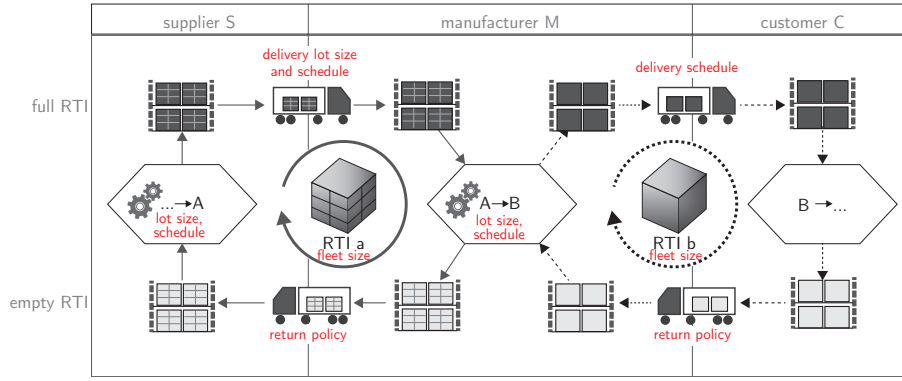 supplier S
manufacturer M
customer C
delivery lot size
and schedule
delivery schedule
full RTI
... → A
lot size,
schedule
RTI a
fleet size
A → B
lot size,
schedule
RTI b
fleet size
B → ...
empty RTI
return policy
return policy